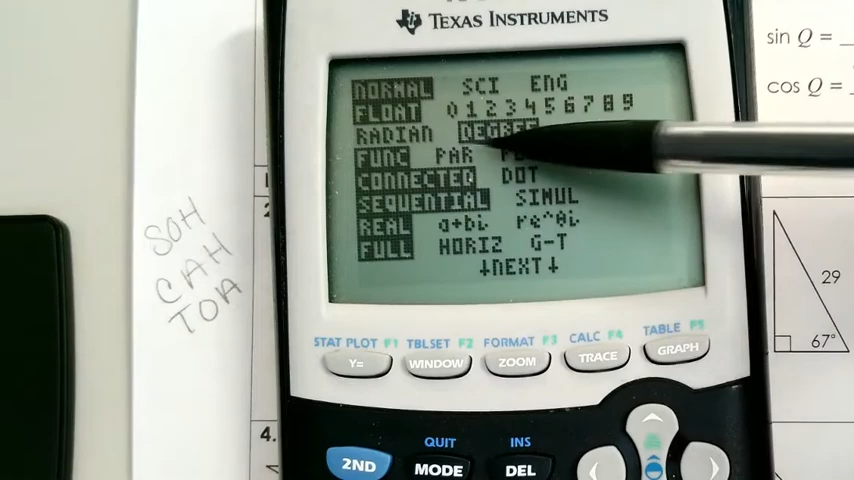 TEXAS INSTRUMENTS
NORMAL SCI ENG
FLOAT 0 1 2 3 4 5 6 7 8 9
RADIAN DEGREE
FUNC PAR
CONNECTED DOT
SEQUENTIAL SIMUL
REAL a+bi re^θi
FULL HORIZ G-T
↓NEXT↓
STAT PLOT F1 TBLSET F2 FORMAT F3 CALC F4 TABLE F5
Y= WINDOW ZOOM TRACE GRAPH
QUIT INS
2ND MODE DEL
SOH
CAH
TOA
2
4.
sin Q = _
cos Q = _
29
67°